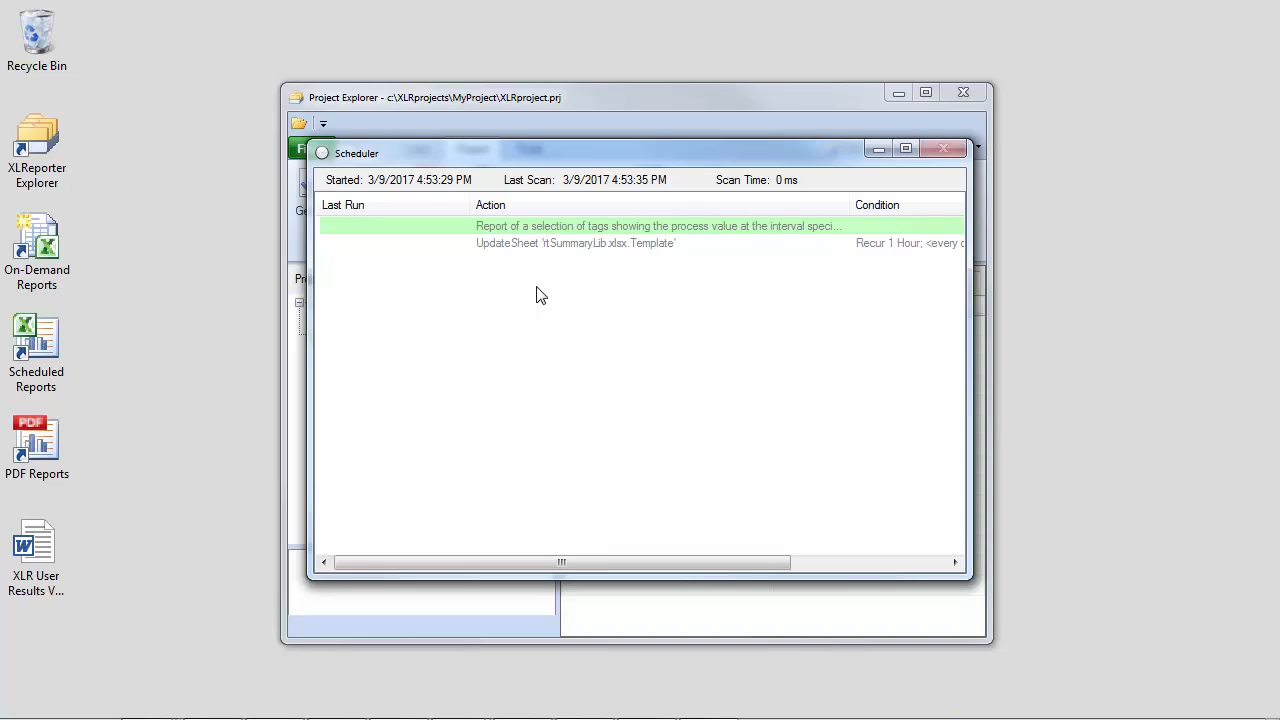 Recycle Bin
XLReporter
Explorer
On-Demand
Reports
Scheduled
Reports
PDF
PDF Reports
XLR User
Results V...
Project Explorer - c:\XLRprojects\MyProject\XLRproject.prj
Scheduler
Started: 3/9/2017 4:53:29 PM Last Scan: 3/9/2017 4:53:35 PM Scan Time: 0 ms
Last Run Action Condition
Report of a selection of tags showing the process value at the interval speci...
UpdateSheet 'rtSummaryLib.xlsx.Template' Recur 1 Hour; <every